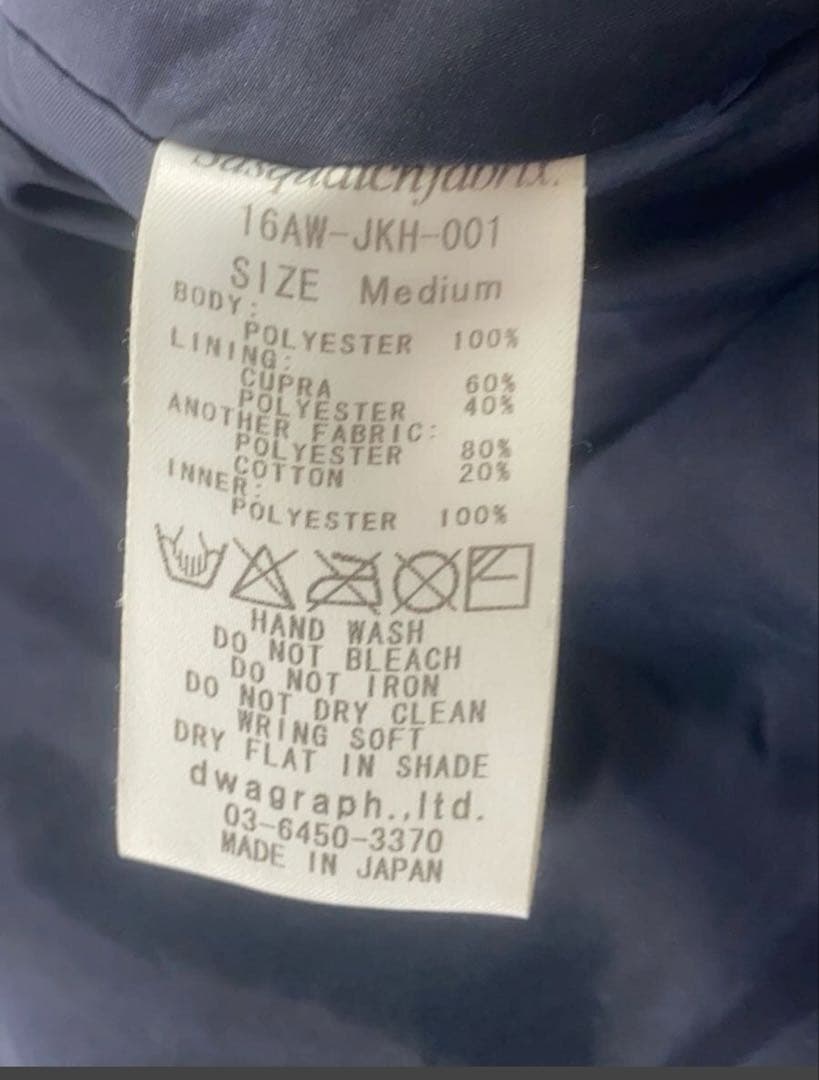 Sasquatchfabrix.
16AW-JKH-001
SIZE Medium
BODY:
POLYESTER 100%
LINING:
CUPRA 60%
POLYESTER 40%
ANOTHER FABRIC:
POLYESTER 80%
COTTON 20%
INNER:
POLYESTER 100%
HAND WASH
DO NOT BLEACH
DO NOT IRON
DO NOT DRY CLEAN
WRING SOFT
DRY FLAT IN SHADE
dwagraph.,ltd.
03-6450-3370
MADE IN JAPAN